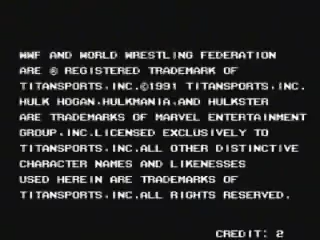 WWF AND WORLD WRESTLING FEDERATION
ARE ® REGISTERED TRADEMARK OF
TITANSPORTS,INC.©1991 TITANSPORTS,INC.
HULK HOGAN,HULKMANIA,AND HULKSTER
ARE TRADEMARKS OF MARVEL ENTERTAINMENT
GROUP,INC.LICENSED EXCLUSIVELY TO
TITANSPORTS,INC.ALL OTHER DISTINCTIVE
CHARACTER NAMES AND LIKENESSES
USED HEREIN ARE TRADEMARKS OF
TITANSPORTS,INC.ALL RIGHTS RESERVED.
CREDIT: 2